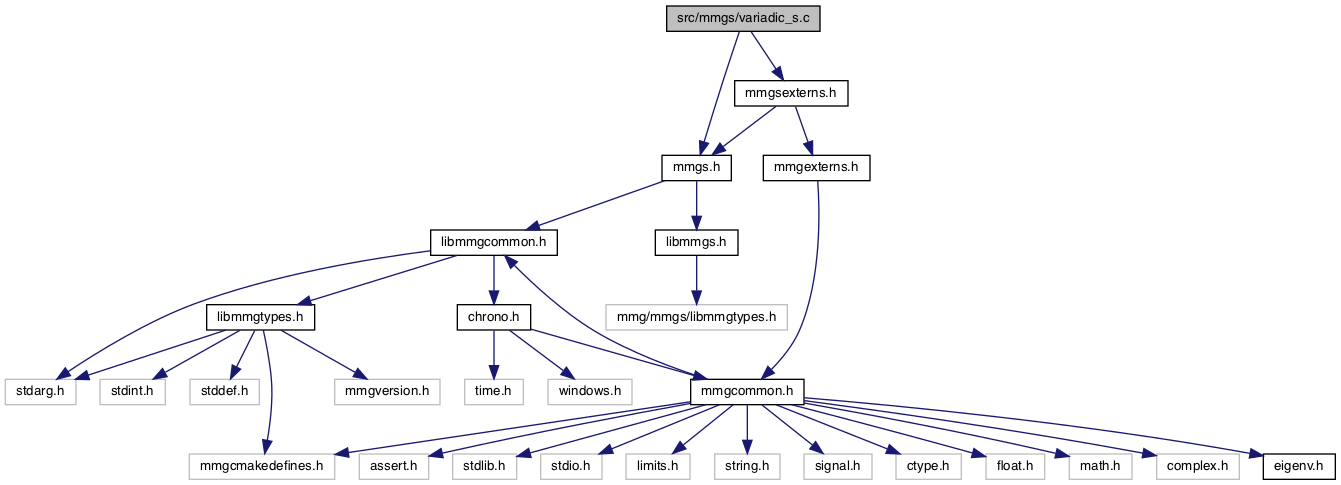 src/mmgs/variadic_s.c
mmgsexterns.h
mmgs.h
mmgexterns.h
libmmgcommon.h
libmmgs.h
libmmgtypes.h
chrono.h
mmg/mmgs/libmmgtypes.h
stdarg.h
stdint.h
stddef.h
mmgversion.h
time.h
windows.h
mmgcommon.h
mmgcmakedefines.h
assert.h
stdlib.h
stdio.h
limits.h
string.h
signal.h
ctype.h
float.h
math.h
complex.h
eigenv.h